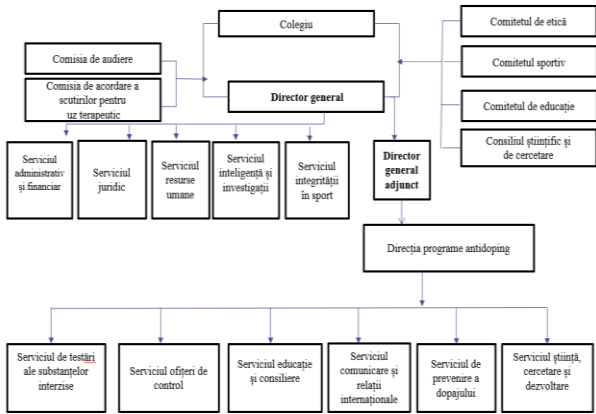 Colegiu
Comitetul de etică
Comisia de audiere
Comitetul sportiv
Comisia de acordare a
scutirilor pentru
uz terapeutic
Director general
Comitetul de educație
Consiliul științific și
de cercetare
Serviciul
administrativ
și financiar
Serviciul
juridic
Serviciul
resurse
umane
Serviciul
inteligență și
investigații
Serviciul
integrității
în sport
Director
general
adjunct
Direcția programe antidoping
Serviciul de testări
ale substanțelor
interzise
Serviciul ofițeri de
control
Serviciul educație
și consiliere
Serviciul
comunicare și
relații
internaționale
Serviciul de
prevenire a
dopajului
Serviciul știință,
cercetare și
dezvoltare